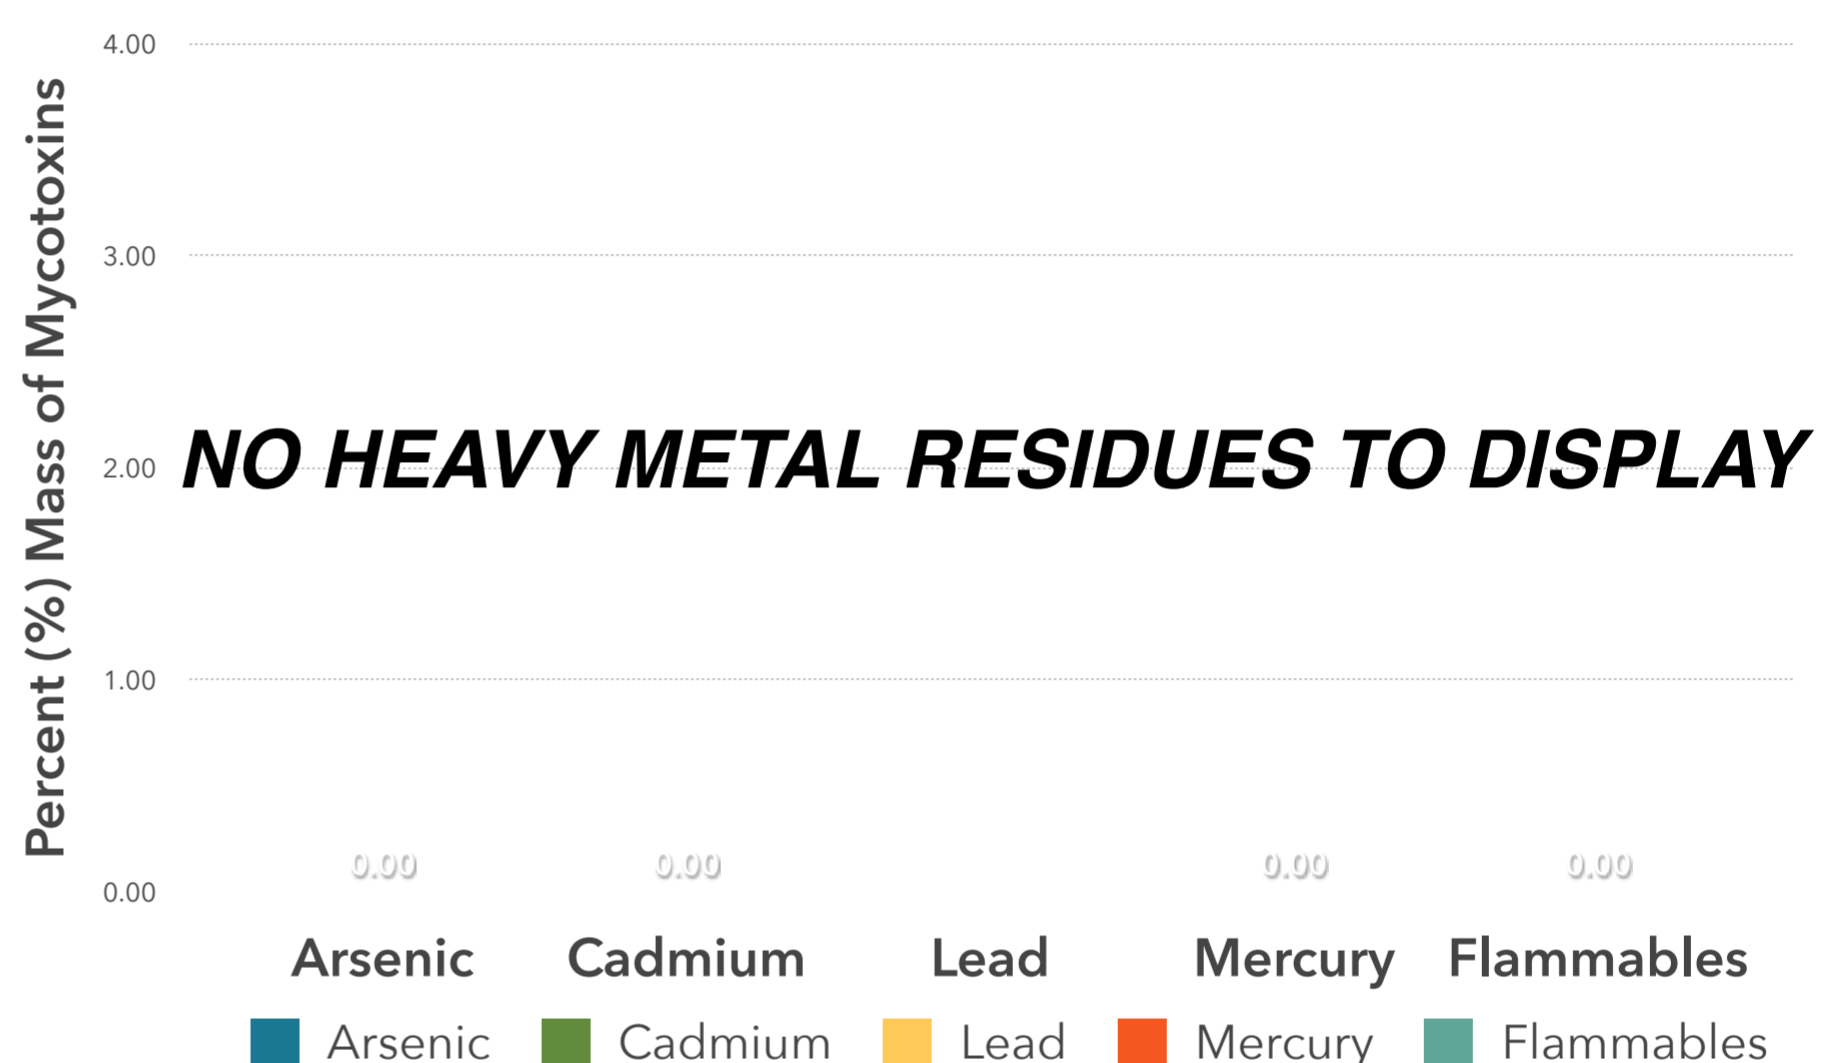 Percent (%) Mass of Mycotoxins
4.00
3.00
2.00
1.00
0.00
NO HEAVY METAL RESIDUES TO DISPLAY
0.00 0.00 0.00 0.00
Arsenic Cadmium Lead Mercury Flammables
Arsenic Cadmium Lead Mercury Flammables